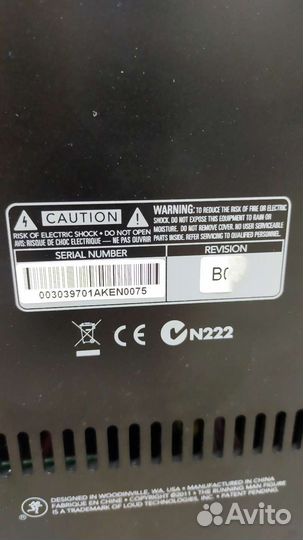 CAUTION
RISK OF ELECTRIC SHOCK • DO NOT OPEN
AVIS: RISQUE DE CHOC ELECTRIQUE — NE PAS OUVRIR
WARNING: TO REDUCE THE RISK OF FIRE OR ELECTRIC
SHOCK, DO NOT EXPOSE THIS EQUIPMENT TO RAIN OR
MOISTURE. DO NOT REMOVE COVER. NO USER SERVICEABLE
PARTS INSIDE. REFER SERVICING TO QUALIFIED PERSONNEL.
SERIAL NUMBER
003039701AKEN0075
REVISION
CE
N222
DESIGNED IN WOODINVILLE, WA, USA • MANUFACTURED IN CHINA
FABRIQUE EN CHINE • COPYRIGHT ©2011 • THE RUNNING MAN FIGURE
IS A TRADEMARK OF LOUD TECHNOLOGIES INC. • PATENT PENDING.
Avito